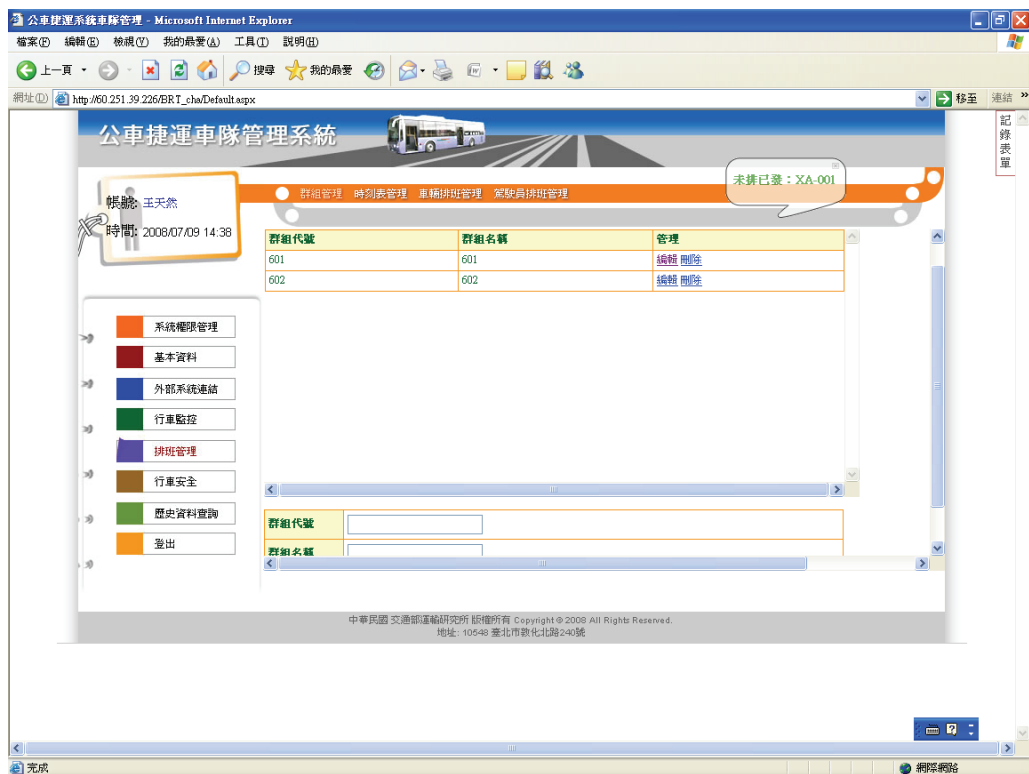 公車捷運系統車隊管理 - Microsoft Internet Explorer
檔案(F) 編輯(E) 檢視(V) 我的最愛(A) 工具(T) 說明(H)
上一頁 搜尋 我的最愛
網址(D) http://60.251.39.226/BRT_cha/Default.aspx 移至 連結
公車捷運車隊管理系統
記錄表單
未排已發：XA-001
群組管理 時刻表管理 車輛排班管理 駕駛員排班管理
帳號: 王天然
時間: 2008/07/09 14:38
群組代號 群組名稱 管理
601 601 編輯 刪除
602 602 編輯 刪除
系統權限管理
基本資料
外部系統連結
行車監控
排班管理
行車安全
歷史資料查詢
登出
群組代號
群組名稱
中華民國 交通部運輸研究所 版權所有 Copyright © 2008 All Rights Reserved.
地址: 10548 臺北市敦化北路240號
完成 網際網路